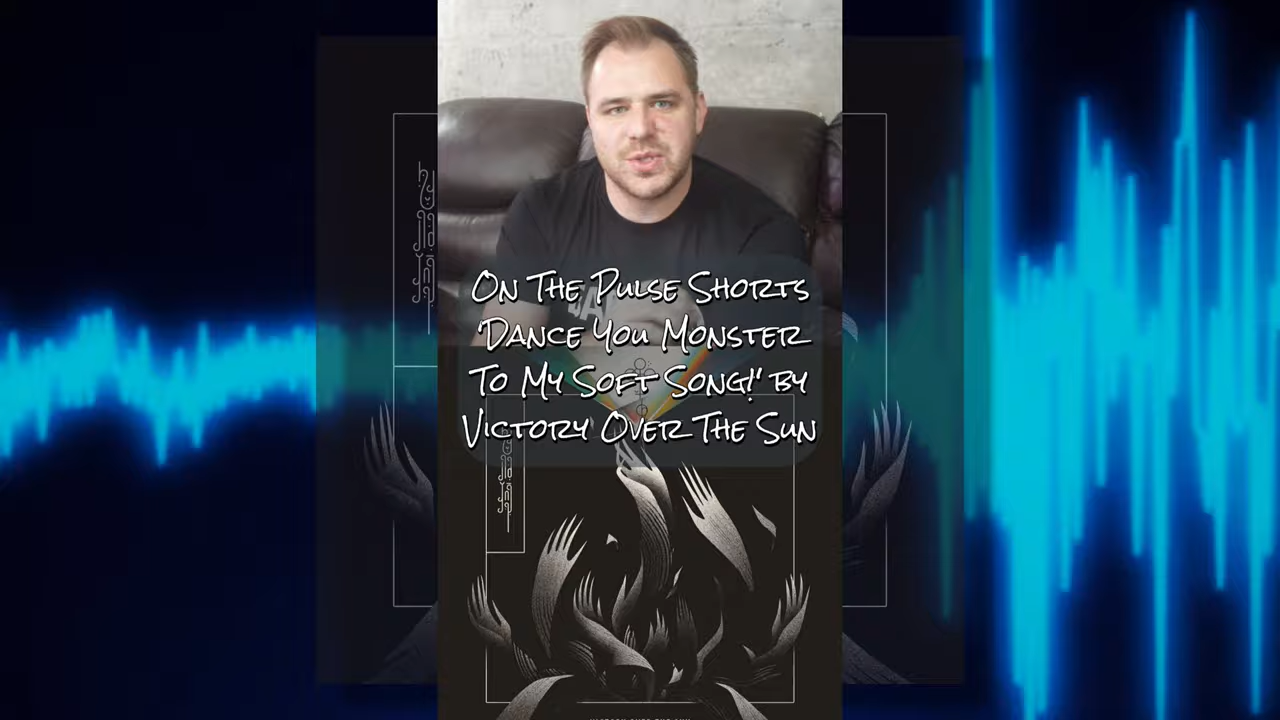 On The Pulse Shorts
'Dance You Monster
To My Soft Song!' by
Victory Over The Sun